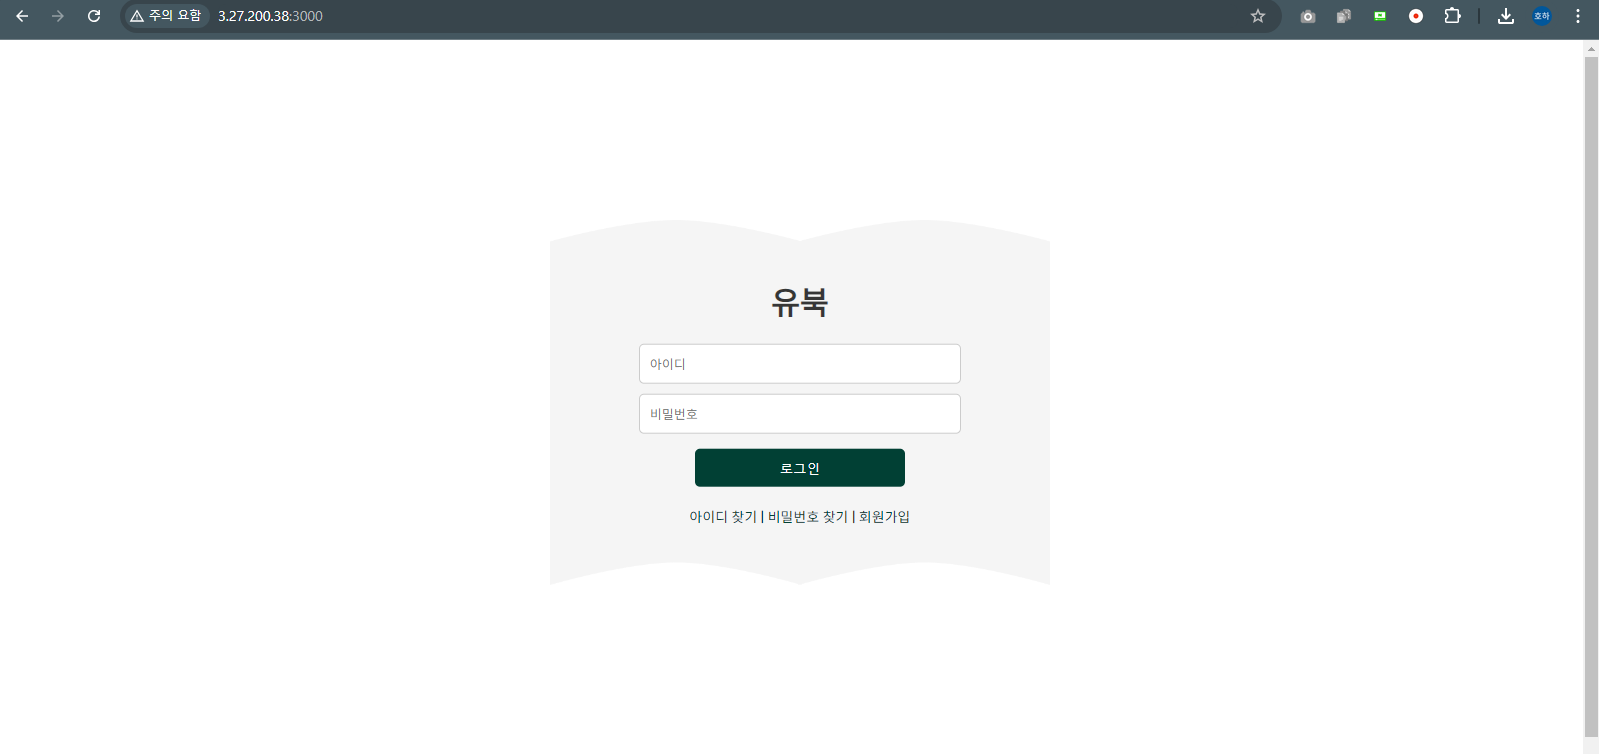 주의 요함 3.27.200.38:3000 호하
유북
아이디
비밀번호
로그인
아이디 찾기 | 비밀번호 찾기 | 회원가입